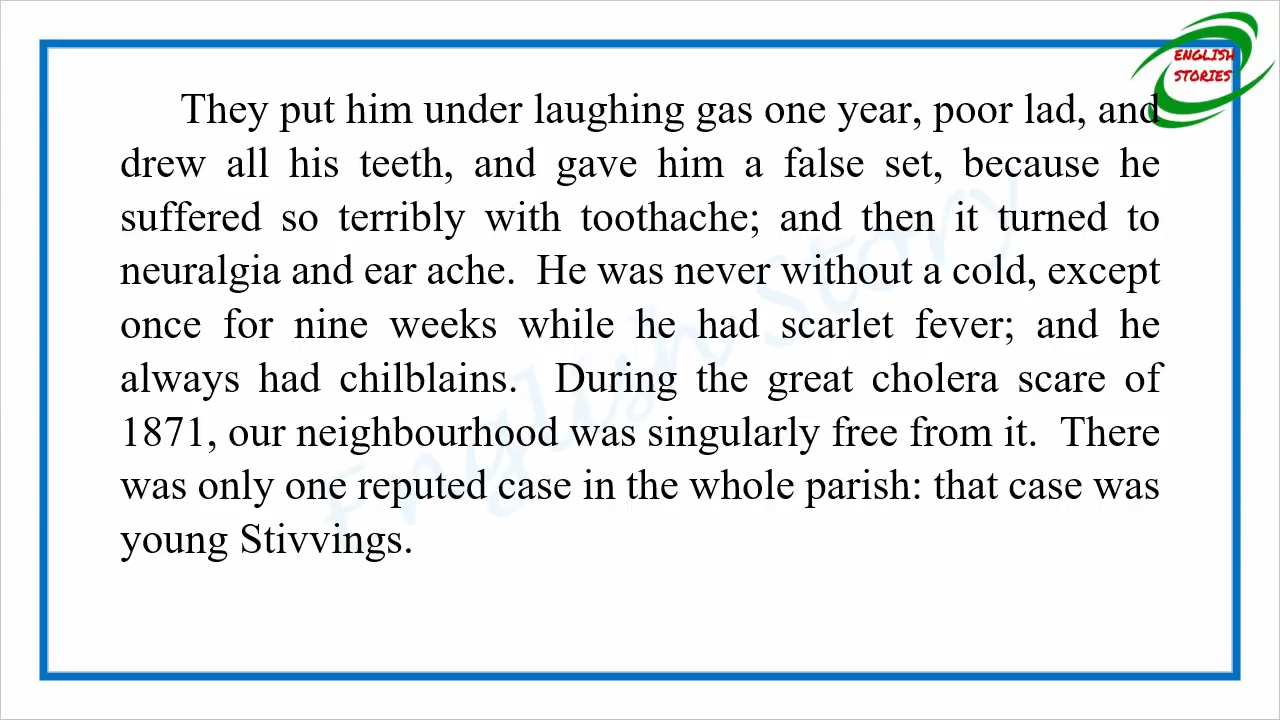 ENGLISH
STORIES
They put him under laughing gas one year, poor lad, and
drew all his teeth, and gave him a false set, because he
suffered so terribly with toothache; and then it turned to
neuralgia and ear ache.  He was never without a cold, except
once for nine weeks while he had scarlet fever; and he
always had chilblains.  During the great cholera scare of
1871, our neighbourhood was singularly free from it.  There
was only one reputed case in the whole parish: that case was
young Stivvings.
English Story